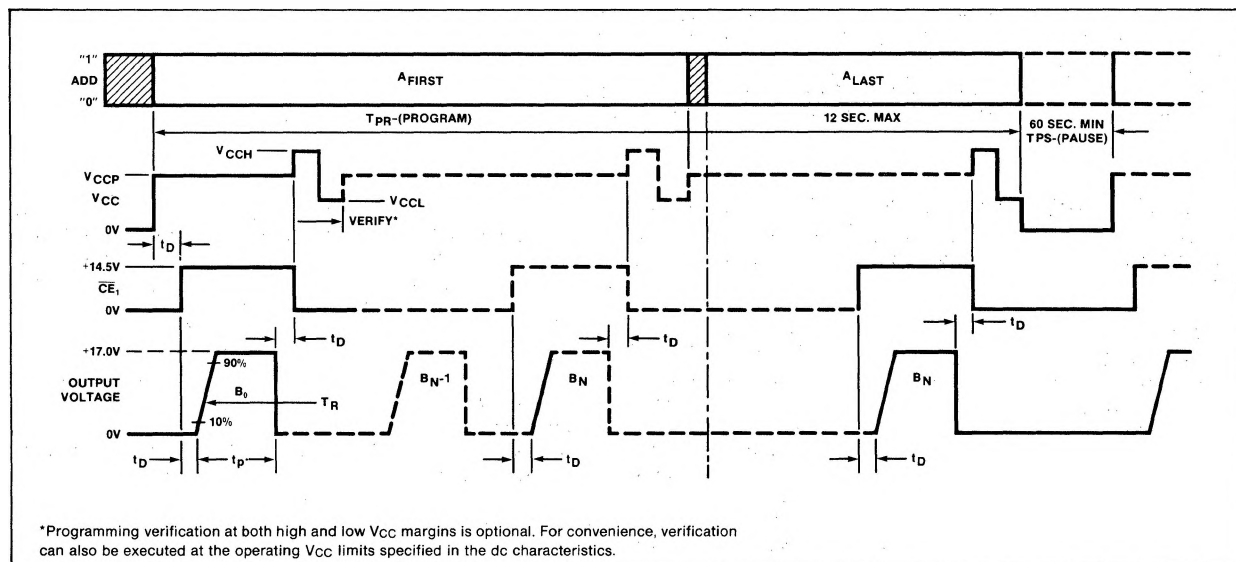 "1"
ADD
"0"
AFIRST
ALAST
TPR-(PROGRAM)
12 SEC. MAX
60 SEC. MIN
TPS-(PAUSE)
VCCH
VCCP
VCC
VCCL
0V
VERIFY*
tD
+14.5V
CE1
0V
tD
tD
tD
+17.0V
90%
OUTPUT
VOLTAGE
B0
TR
10%
BN-1
BN
BN
0V
tD
tp
tD
tD
*Programming verification at both high and low VCC margins is optional. For convenience, verification
can also be executed at the operating VCC limits specified in the dc characteristics.